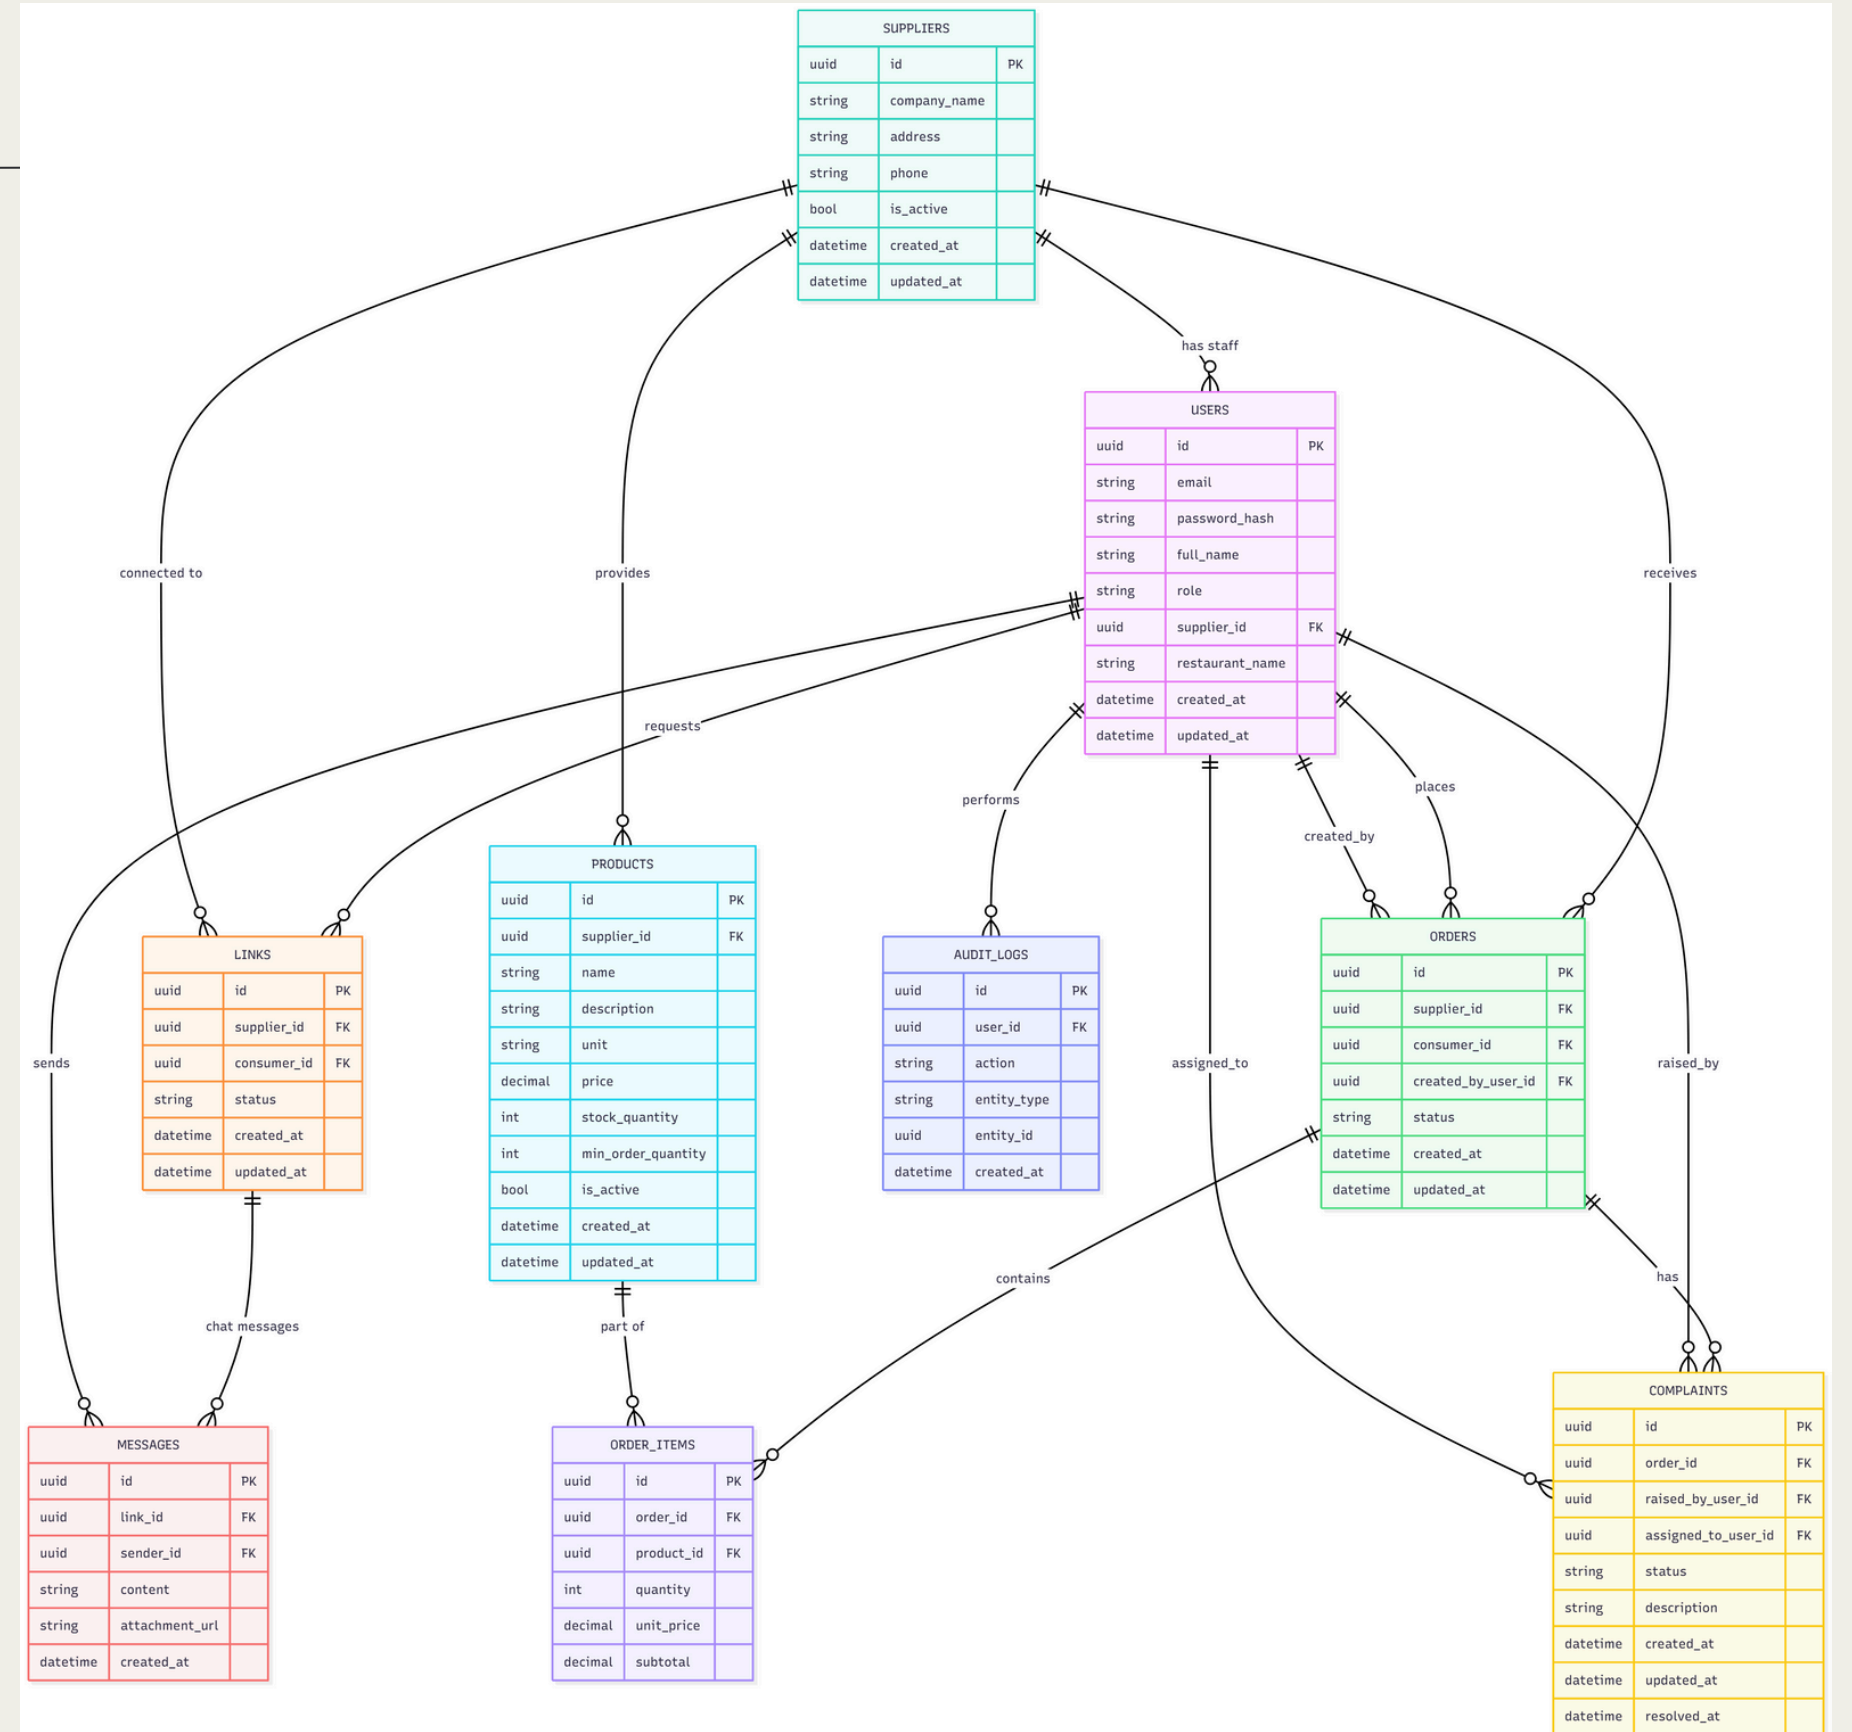 SUPPLIERS
uuid id PK
string company_name
string address
string phone
bool is_active
datetime created_at
datetime updated_at
has staff
USERS
uuid id PK
string email
string password_hash
string full_name
string role
uuid supplier_id FK
string restaurant_name
datetime created_at
datetime updated_at
connected to
provides
receives
requests
performs
places
created_by
PRODUCTS
uuid id PK
uuid supplier_id FK
string name
string description
string unit
decimal price
int stock_quantity
int min_order_quantity
bool is_active
datetime created_at
datetime updated_at
LINKS
uuid id PK
uuid supplier_id FK
uuid consumer_id FK
string status
datetime created_at
datetime updated_at
AUDIT_LOGS
uuid id PK
uuid user_id FK
string action
string entity_type
uuid entity_id
datetime created_at
ORDERS
uuid id PK
uuid supplier_id FK
uuid consumer_id FK
uuid created_by_user_id FK
string status
datetime created_at
datetime updated_at
sends
assigned_to
raised_by
contains
has
chat messages
part of
MESSAGES
uuid id PK
uuid link_id FK
uuid sender_id FK
string content
string attachment_url
datetime created_at
ORDER_ITEMS
uuid id PK
uuid order_id FK
uuid product_id FK
int quantity
decimal unit_price
decimal subtotal
COMPLAINTS
uuid id PK
uuid order_id FK
uuid raised_by_user_id FK
uuid assigned_to_user_id FK
string status
string description
datetime created_at
datetime updated_at
datetime resolved_at